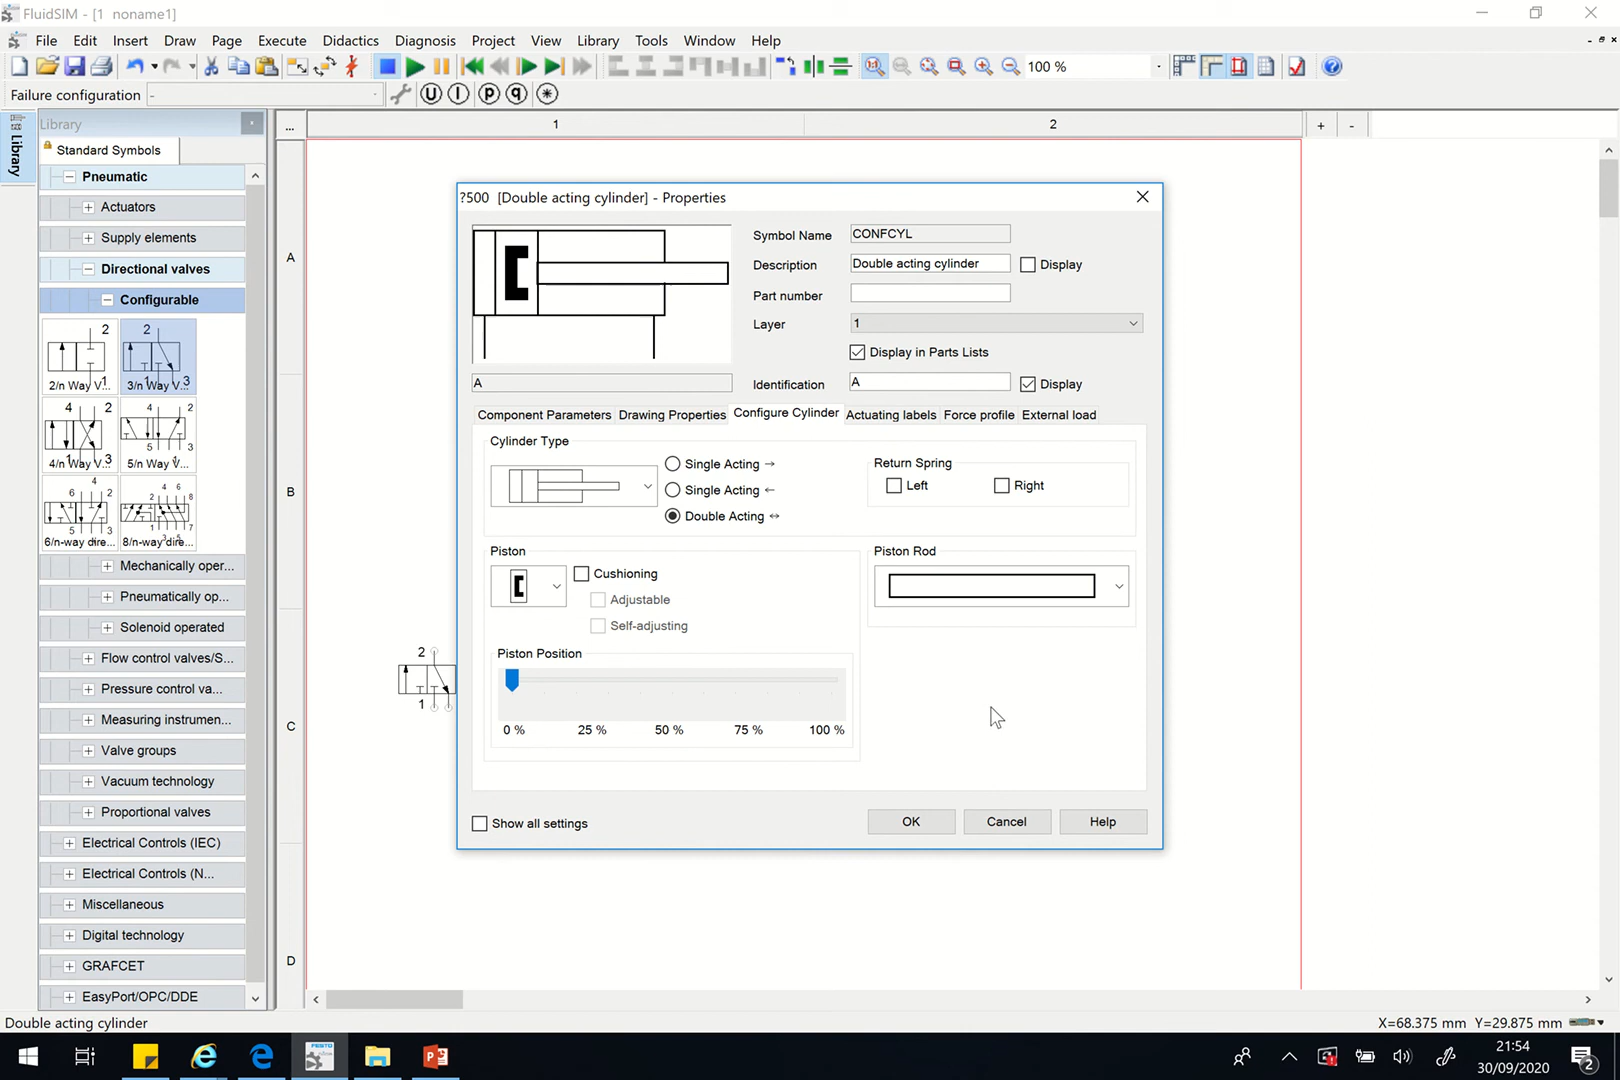 FluidSIM - [1 noname1]
File Edit Insert Draw Page Execute Didactics Diagnosis Project View Library Tools Window Help
100 %
Failure configuration -
Library
Library
Standard Symbols
Pneumatic
Actuators
Supply elements
Directional valves
Configurable
2/n Way V...
3/n Way V...
4/n Way V...
5/n Way V...
6/n-way dire...
8/n-way dire...
Mechanically oper...
Pneumatically op...
Solenoid operated
Flow control valves/S...
Pressure control va...
Measuring instrumen...
Valve groups
Vacuum technology
Proportional valves
Electrical Controls (IEC)
Electrical Controls (N...
Miscellaneous
Digital technology
GRAFCET
EasyPort/OPC/DDE
... 1 2 + -
A
B
C
D
2
1
?500 [Double acting cylinder] - Properties
Symbol Name CONFCYL
Description Double acting cylinder Display
Part number
Layer 1
Display in Parts Lists
A
Identification A Display
Component Parameters Drawing Properties Configure Cylinder Actuating labels Force profile External load
Cylinder Type
Single Acting →
Single Acting ←
Double Acting ↔
Return Spring
Left Right
Piston
Cushioning
Adjustable
Self-adjusting
Piston Rod
Piston Position
0 % 25 % 50 % 75 % 100 %
Show all settings
OK Cancel Help
Double acting cylinder
X=68.375 mm Y=29.875 mm
FESTO
21:54
30/09/2020
2